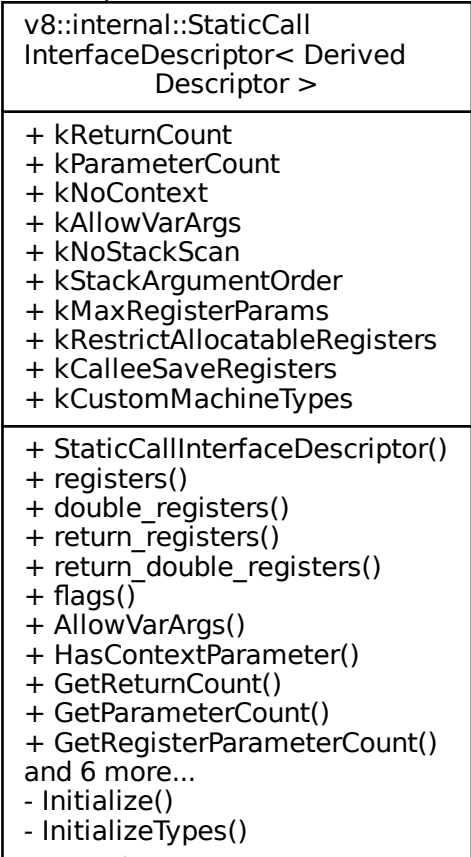 v8::internal::StaticCall
InterfaceDescriptor< Derived
Descriptor >
+ kReturnCount
+ kParameterCount
+ kNoContext
+ kAllowVarArgs
+ kNoStackScan
+ kStackArgumentOrder
+ kMaxRegisterParams
+ kRestrictAllocatableRegisters
+ kCalleeSaveRegisters
+ kCustomMachineTypes
+ StaticCallInterfaceDescriptor()
+ registers()
+ double_registers()
+ return_registers()
+ return_double_registers()
+ flags()
+ AllowVarArgs()
+ HasContextParameter()
+ GetReturnCount()
+ GetParameterCount()
+ GetRegisterParameterCount()
and 6 more...
- Initialize()
- InitializeTypes()